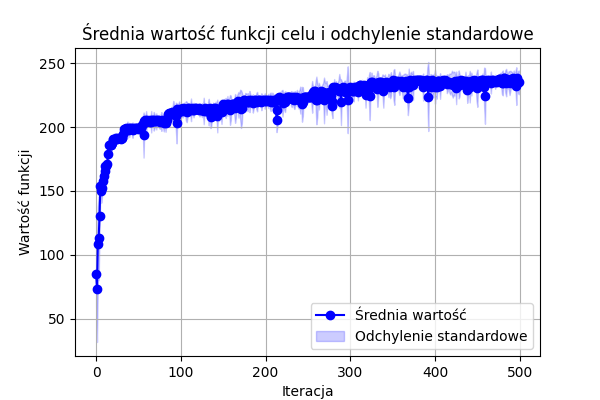 Średnia wartość funkcji celu i odchylenie standardowe
250
200
150
100
50
Wartość funkcji
0 100 200 300 400 500
Iteracja
Średnia wartość
Odchylenie standardowe